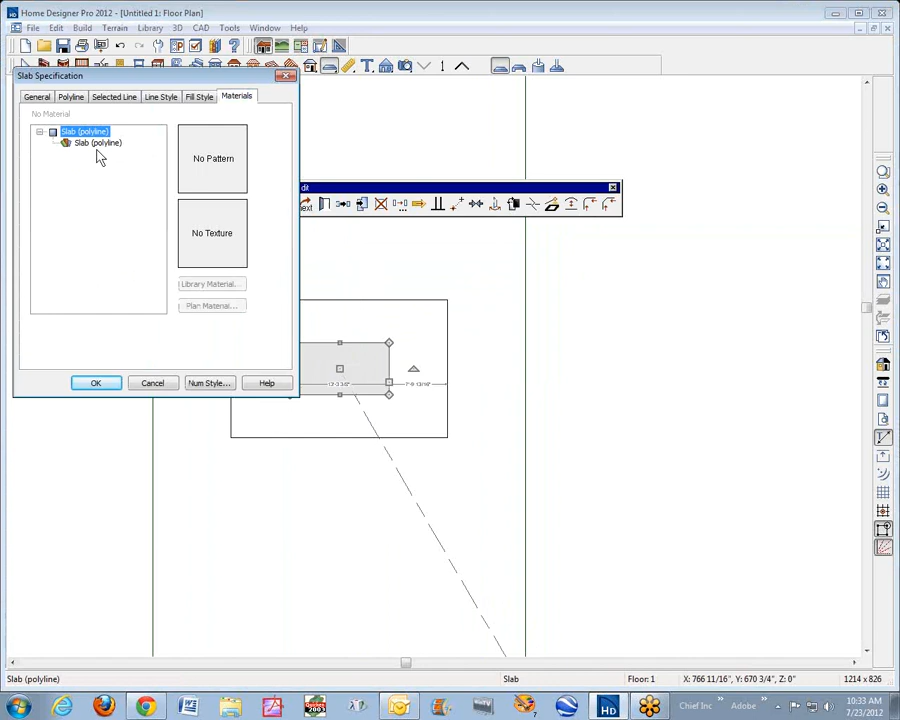 Home Designer Pro 2012 - [Untitled 1: Floor Plan]
File Edit Build Terrain Library 3D CAD Tools Window Help
Slab Specification
General Polyline Selected Line Line Style Fill Style Materials
No Material
Slab (polyline)
Slab (polyline)
No Pattern
No Texture
Library Material...
Plan Material...
OK Cancel Num Style... Help
dit
Slab (polyline) Slab Floor: 1 X: 766 11/16", Y: 670 3/4", Z: 0" 1214 x 826
Chief Inc Adobe 10:33 AM
7/23/2012